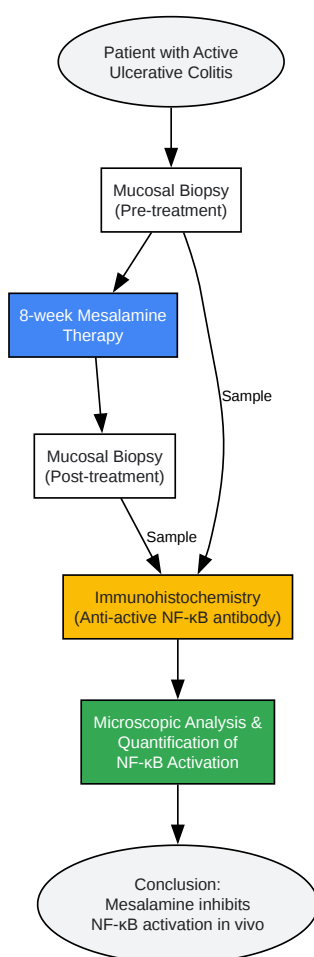 Patient with Active
Ulcerative Colitis
Mucosal Biopsy
(Pre-treatment)
8-week Mesalamine
Therapy
Sample
Mucosal Biopsy
(Post-treatment)
Sample
Immunohistochemistry
(Anti-active NF-κB antibody)
Microscopic Analysis &
Quantification of
NF-κB Activation
Conclusion:
Mesalamine inhibits
NF-κB activation in vivo